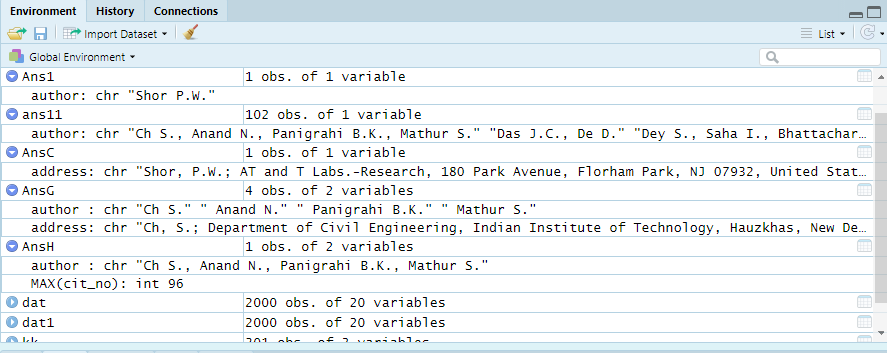 Environment History Connections
Import Dataset List
Global Environment
Ans1 1 obs. of 1 variable
author: chr "Shor P.W."
ans11 102 obs. of 1 variable
author: chr "Ch S., Anand N., Panigrahi B.K., Mathur S." "Das J.C., De D." "Dey S., Saha I., Bhattachar…
AnsC 1 obs. of 1 variable
address: chr "Shor, P.W.; AT and T Labs.-Research, 180 Park Avenue, Florham Park, NJ 07932, United Stat…
AnsG 4 obs. of 2 variables
author : chr "Ch S." " Anand N." " Panigrahi B.K." " Mathur S."
address: chr "Ch, S.; Department of Civil Engineering, Indian Institute of Technology, Hauzkhas, New De…
AnsH 1 obs. of 2 variables
author : chr "Ch S., Anand N., Panigrahi B.K., Mathur S."
MAX(cit_no): int 96
dat 2000 obs. of 20 variables
dat1 2000 obs. of 20 variables